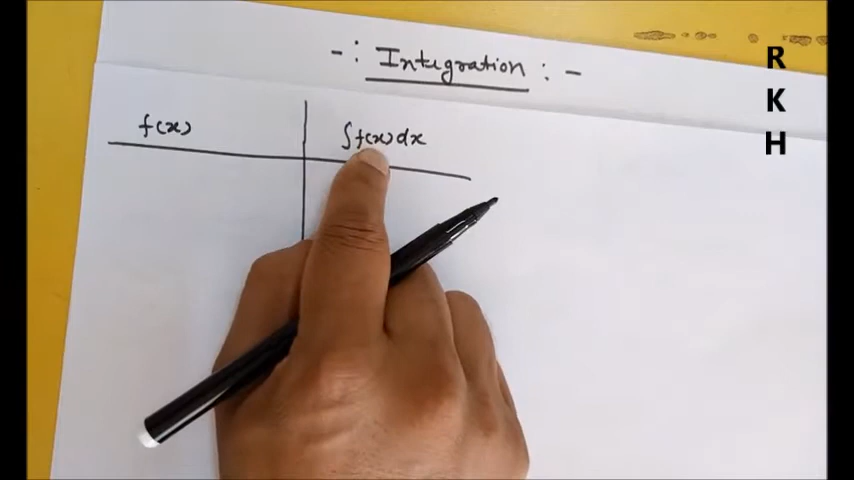 -: Integration :-
f(x) ∫f(x)dx
R
K
H